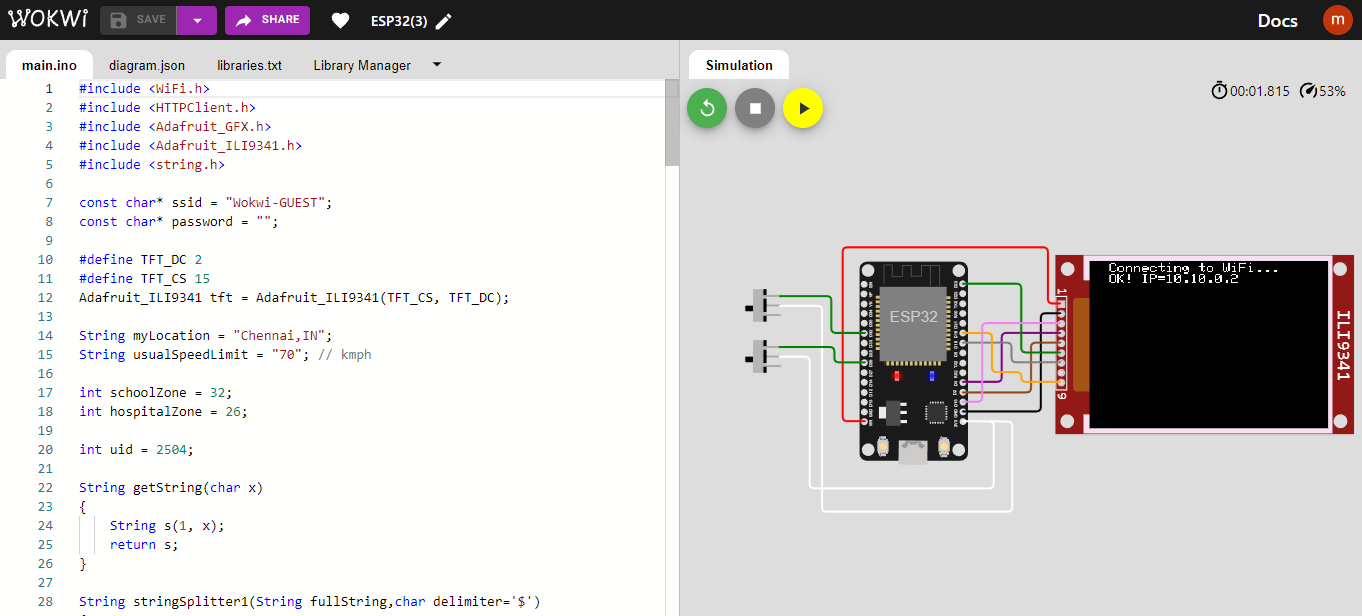 WOKWI SAVE SHARE ESP32(3) Docs m
main.ino diagram.json libraries.txt Library Manager
Simulation
00:01.815 53%
1 #include <WiFi.h>
2 #include <HTTPClient.h>
3 #include <Adafruit_GFX.h>
4 #include <Adafruit_ILI9341.h>
5 #include <string.h>
6
7 const char* ssid = "Wokwi-GUEST";
8 const char* password = "";
9
10 #define TFT_DC 2
11 #define TFT_CS 15
12 Adafruit_ILI9341 tft = Adafruit_ILI9341(TFT_CS, TFT_DC);
13
14 String myLocation = "Chennai,IN";
15 String usualSpeedLimit = "70"; // kmph
16
17 int schoolZone = 32;
18 int hospitalZone = 26;
19
20 int uid = 2504;
21
22 String getString(char x)
23 {
24 String s(1, x);
25 return s;
26 }
27
28 String stringSplitter1(String fullString,char delimiter='$')
ESP32
Connecting to WiFi...
OK! IP=10.10.0.2
1
9
ILI9341